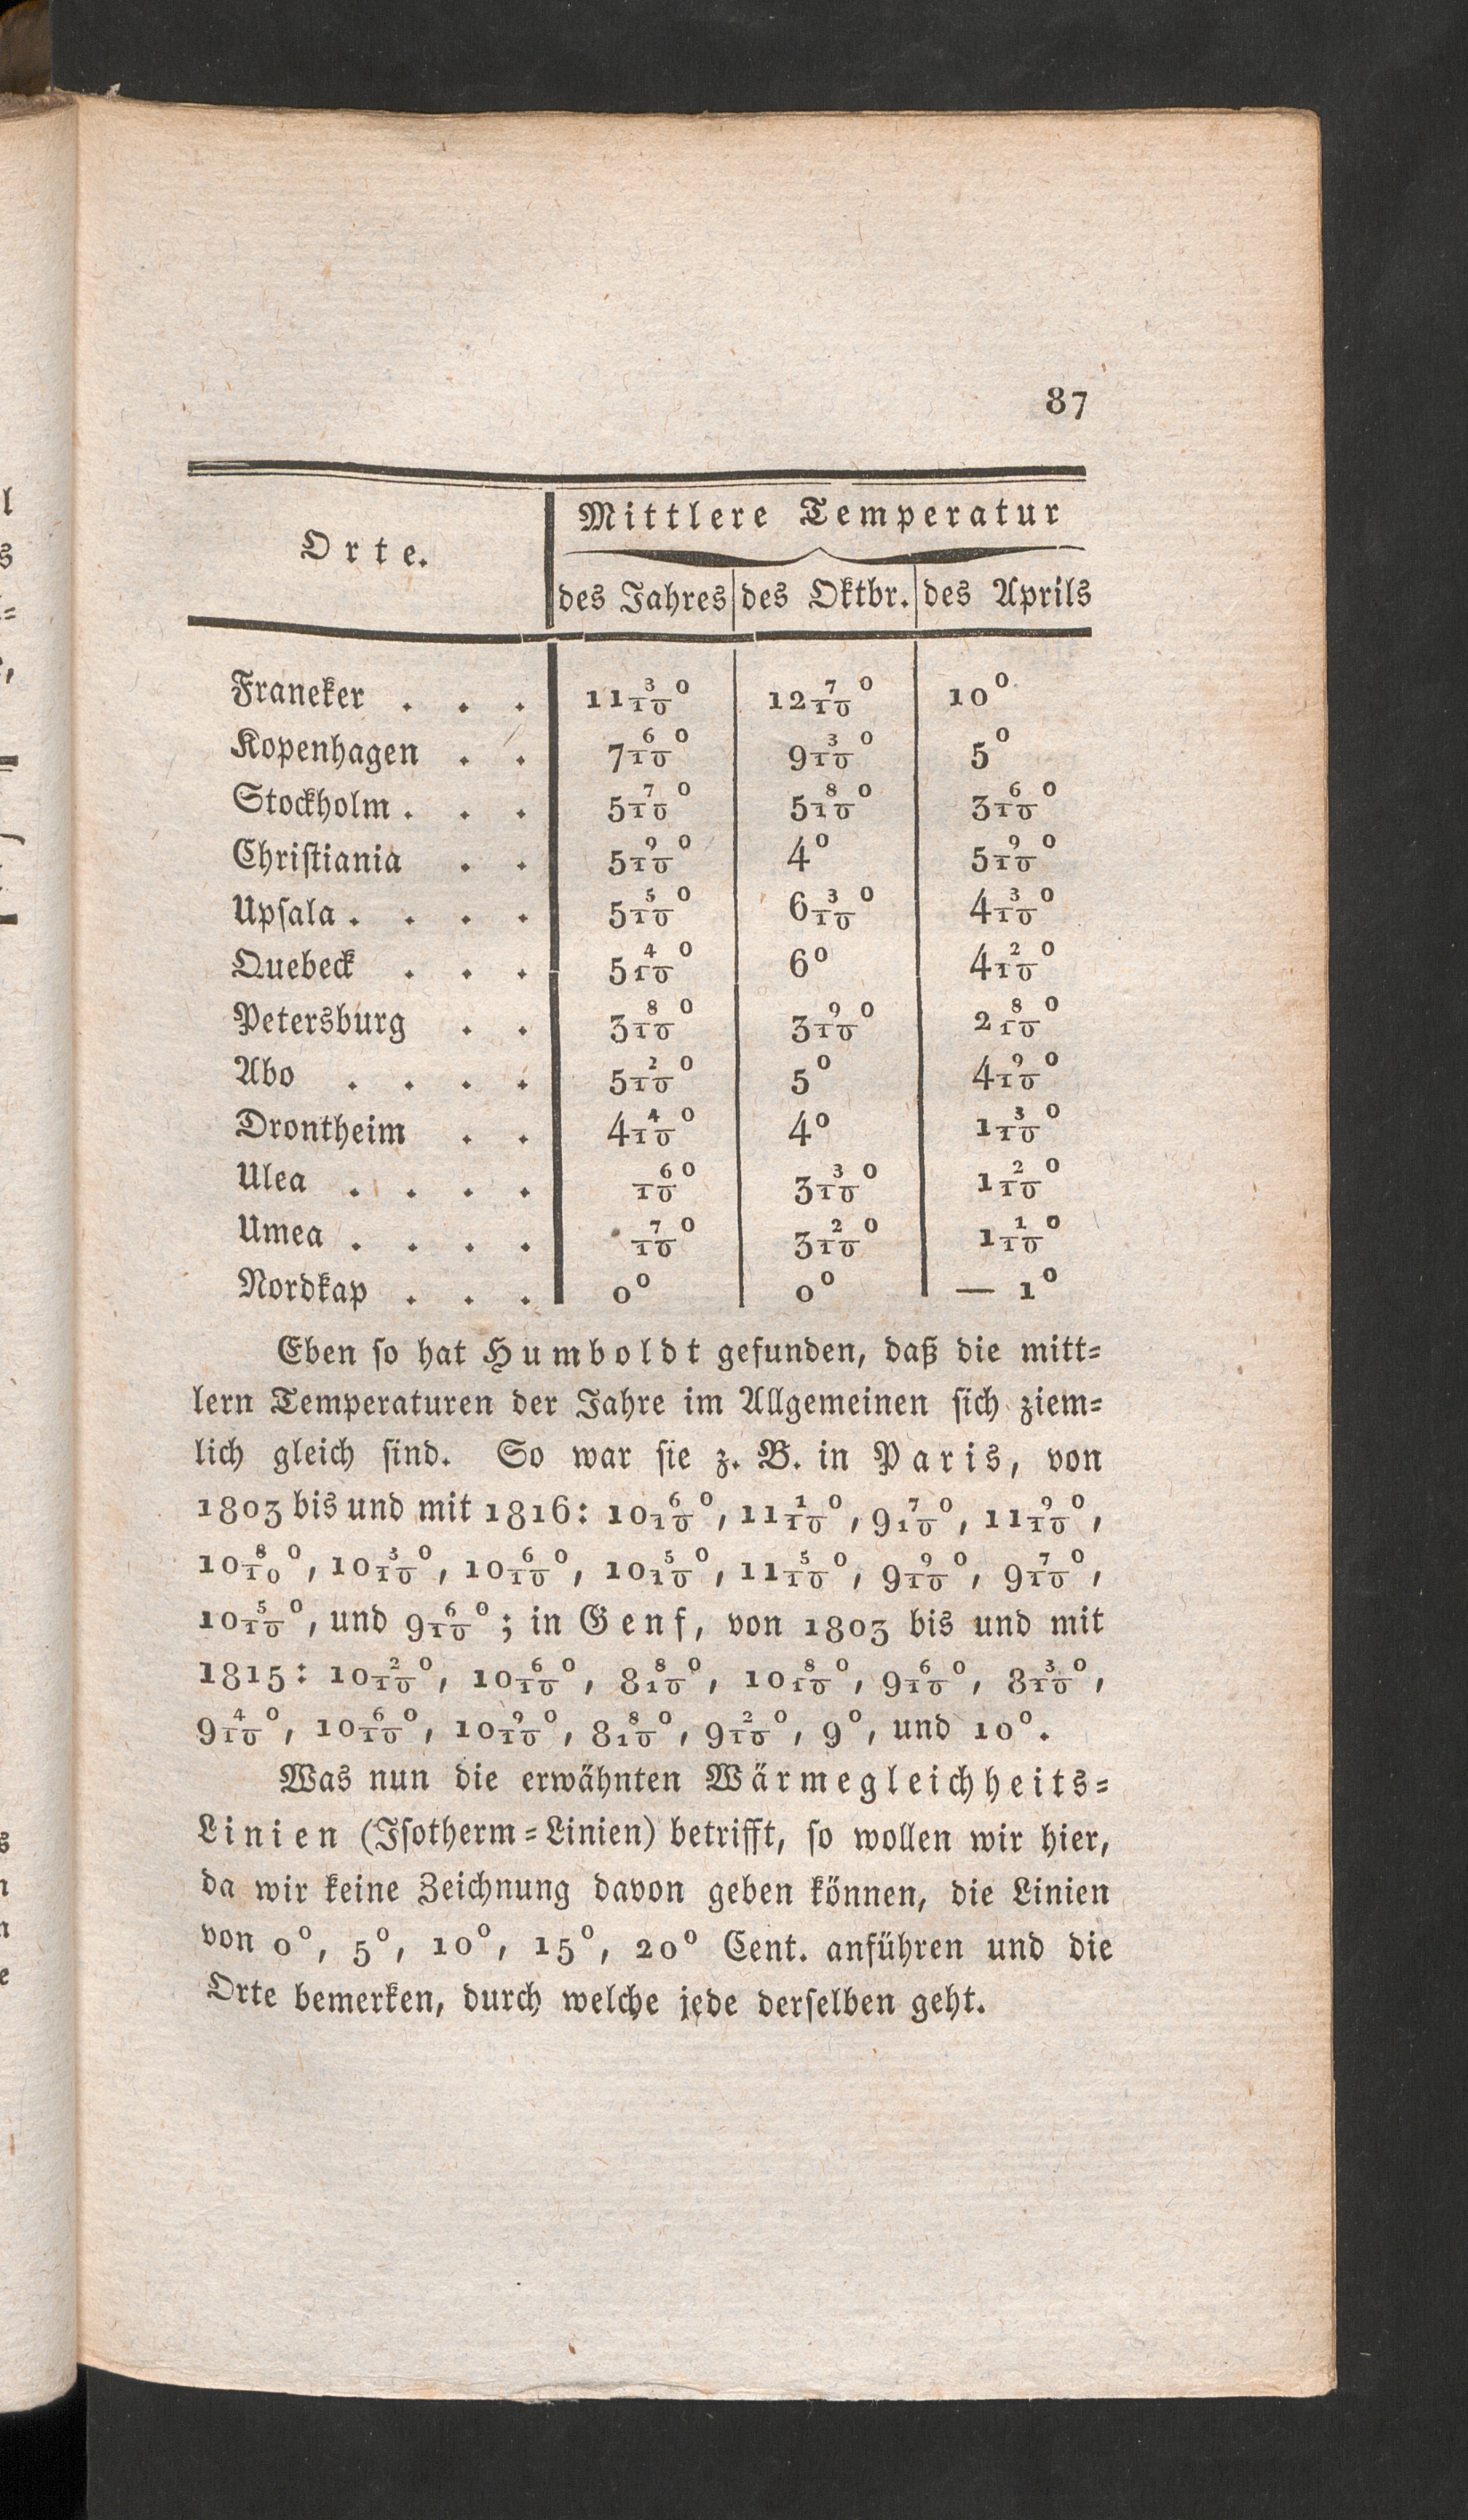 87
Mittlere Temperatur
Orte.
des Jahres des Oktbr. des Aprils
Franeker . . . 11 3/10° 12 7/10° 10°
Kopenhagen . . 7 6/10° 9 3/10° 5°
Stockholm . . . 5 7/10° 5 8/10° 3 6/10°
Chriſtiania . . 5 9/10° 4° 5 9/10°
Upſala . . . . 5 5/10° 6 3/10° 4 3/10°
Quebeck . . . 5 4/10° 6° 4 2/10°
Petersburg . . 3 8/10° 3 9/10° 2 8/10°
Abo . . . . 5 2/10° 5° 4 9/10°
Drontheim . . 4 4/10° 4° 1 3/10°
Ulea . . . . 6/10° 3 3/10° 1 2/10°
Umea . . . . 7/10° 3 2/10° 1 1/10°
Nordkap . . . 0° 0° — 1°
Eben ſo hat Humboldt gefunden, daß die mitt-
lern Temperaturen der Jahre im Allgemeinen ſich ziem-
lich gleich ſind. So war ſie z. B. in Paris, von
1803 bis und mit 1816: 10 6/10°, 11 1/10°, 9 7/10°, 11 9/10°,
10 8/10°, 10 3/10°, 10 6/10°, 10 5/10°, 11 5/10°, 9 9/10°, 9 7/10°,
10 5/10°, und 9 6/10°; in Genf, von 1803 bis und mit
1815: 10 2/10°, 10 6/10°, 8 8/10°, 10 8/10°, 9 6/10°, 8 3/10°,
9 4/10°, 10 6/10°, 10 9/10°, 8 8/10°, 9 2/10°, 9°, und 10°.
Was nun die erwähnten Wärmegleichheits-
Linien (Iſotherm-Linien) betrifft, ſo wollen wir hier,
da wir keine Zeichnung davon geben können, die Linien
von 0°, 5°, 10°, 15°, 20° Cent. anführen und die
Orte bemerken, durch welche jede derſelben geht.